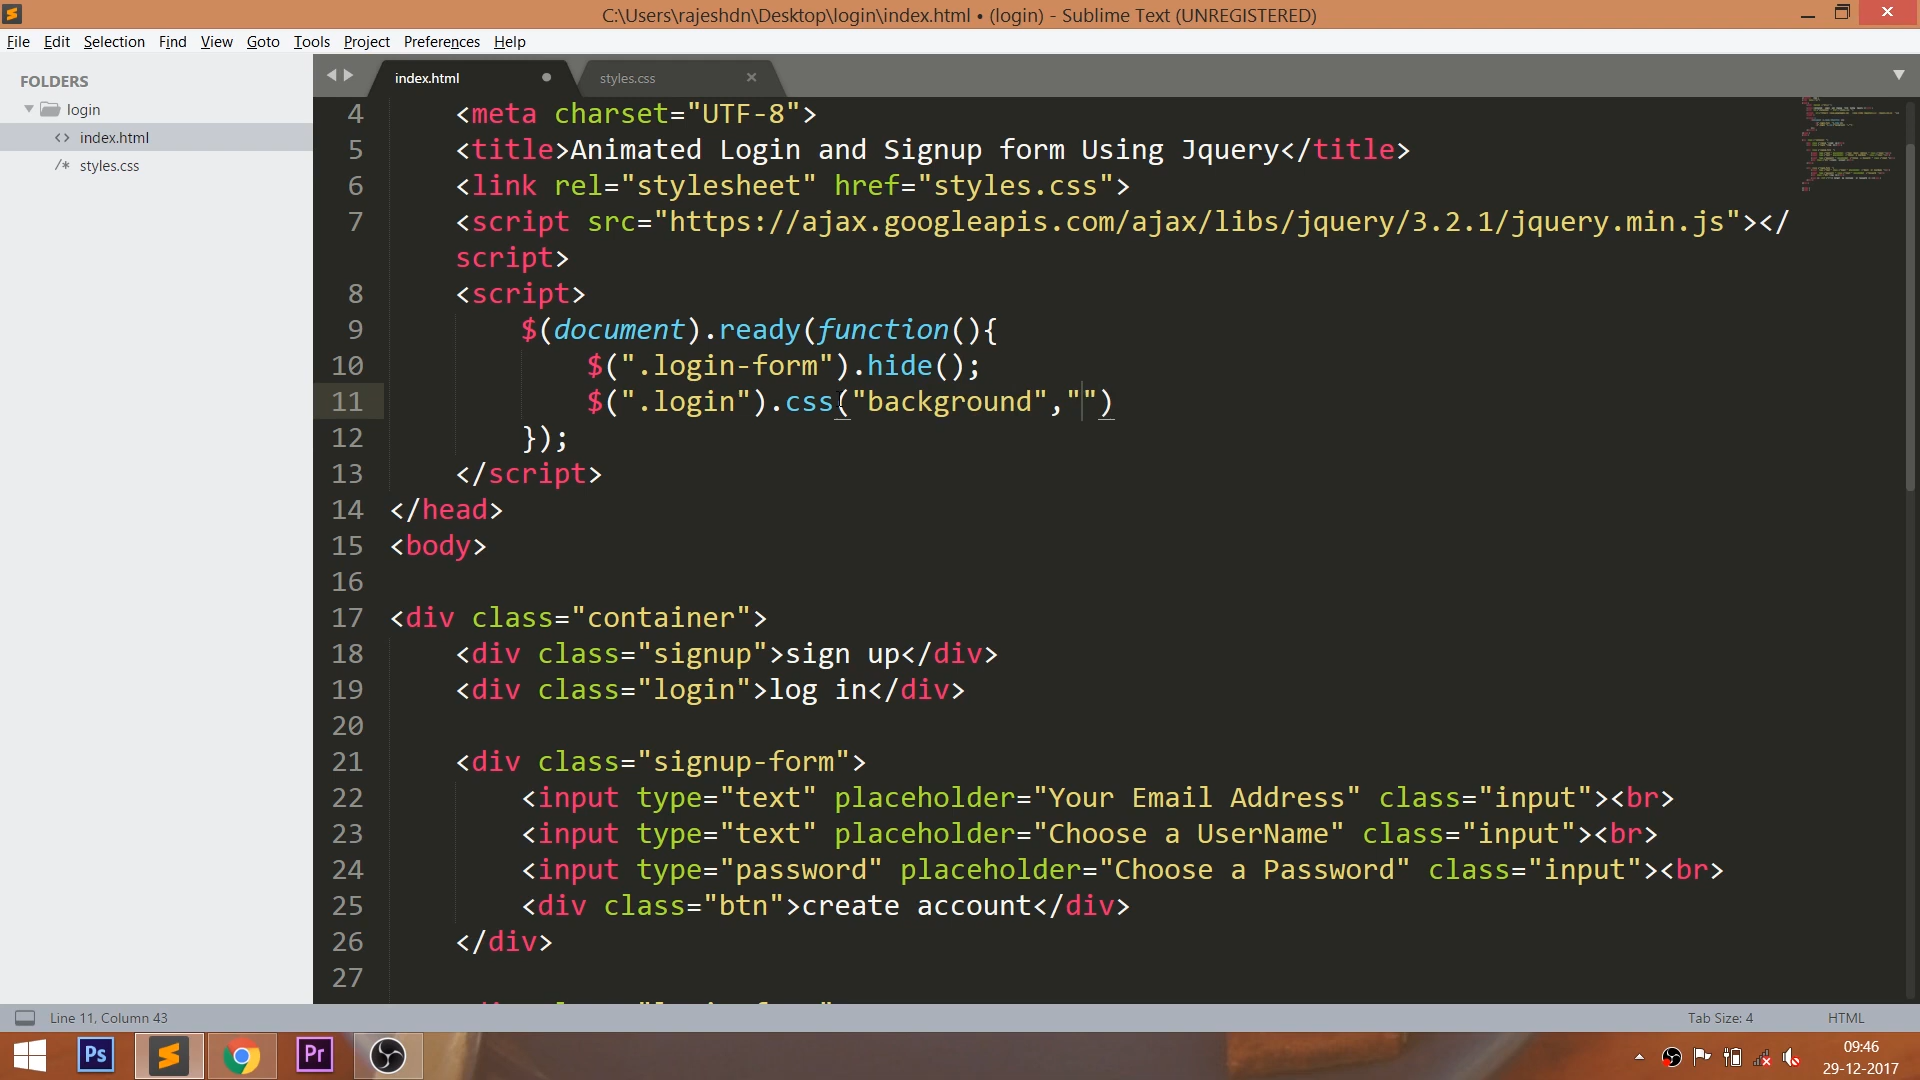 C:\Users\rajeshdn\Desktop\login\index.html • (login) - Sublime Text (UNREGISTERED)
File Edit Selection Find View Goto Tools Project Preferences Help
FOLDERS
login
<> index.html
/* styles.css
index.html
styles.css
4 <meta charset="UTF-8">
5 <title>Animated Login and Signup form Using Jquery</title>
6 <link rel="stylesheet" href="styles.css">
7 <script src="https://ajax.googleapis.com/ajax/libs/jquery/3.2.1/jquery.min.js"></
script>
8 <script>
9 $(document).ready(function(){
10 $(".login-form").hide();
11 $(".login").css("background","")
12 });
13 </script>
14 </head>
15 <body>
16
17 <div class="container">
18 <div class="signup">sign up</div>
19 <div class="login">log in</div>
20
21 <div class="signup-form">
22 <input type="text" placeholder="Your Email Address" class="input"><br>
23 <input type="text" placeholder="Choose a UserName" class="input"><br>
24 <input type="password" placeholder="Choose a Password" class="input"><br>
25 <div class="btn">create account</div>
26 </div>
27
Line 11, Column 43
Tab Size: 4
HTML
Ps
Pr
09:46
29-12-2017